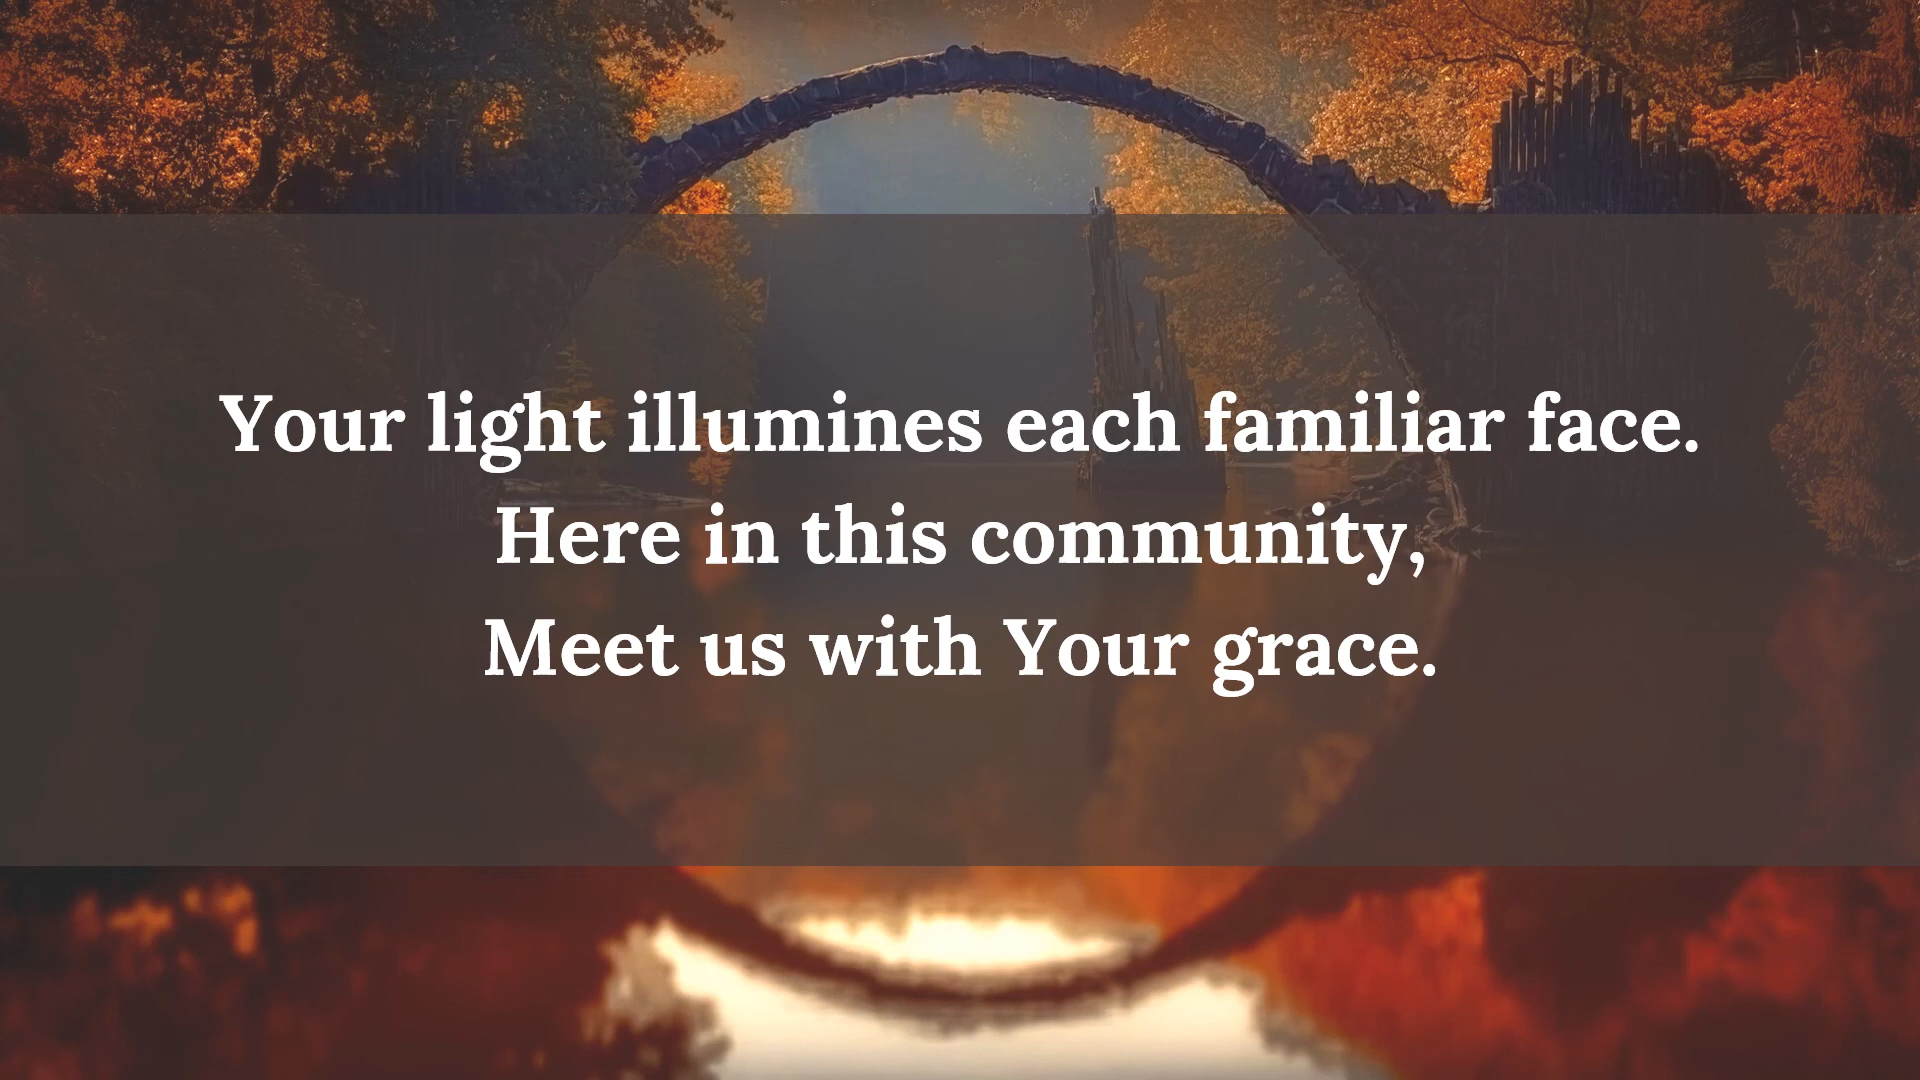 Your light illumines each familiar face.
Here in this community,
Meet us with Your grace.